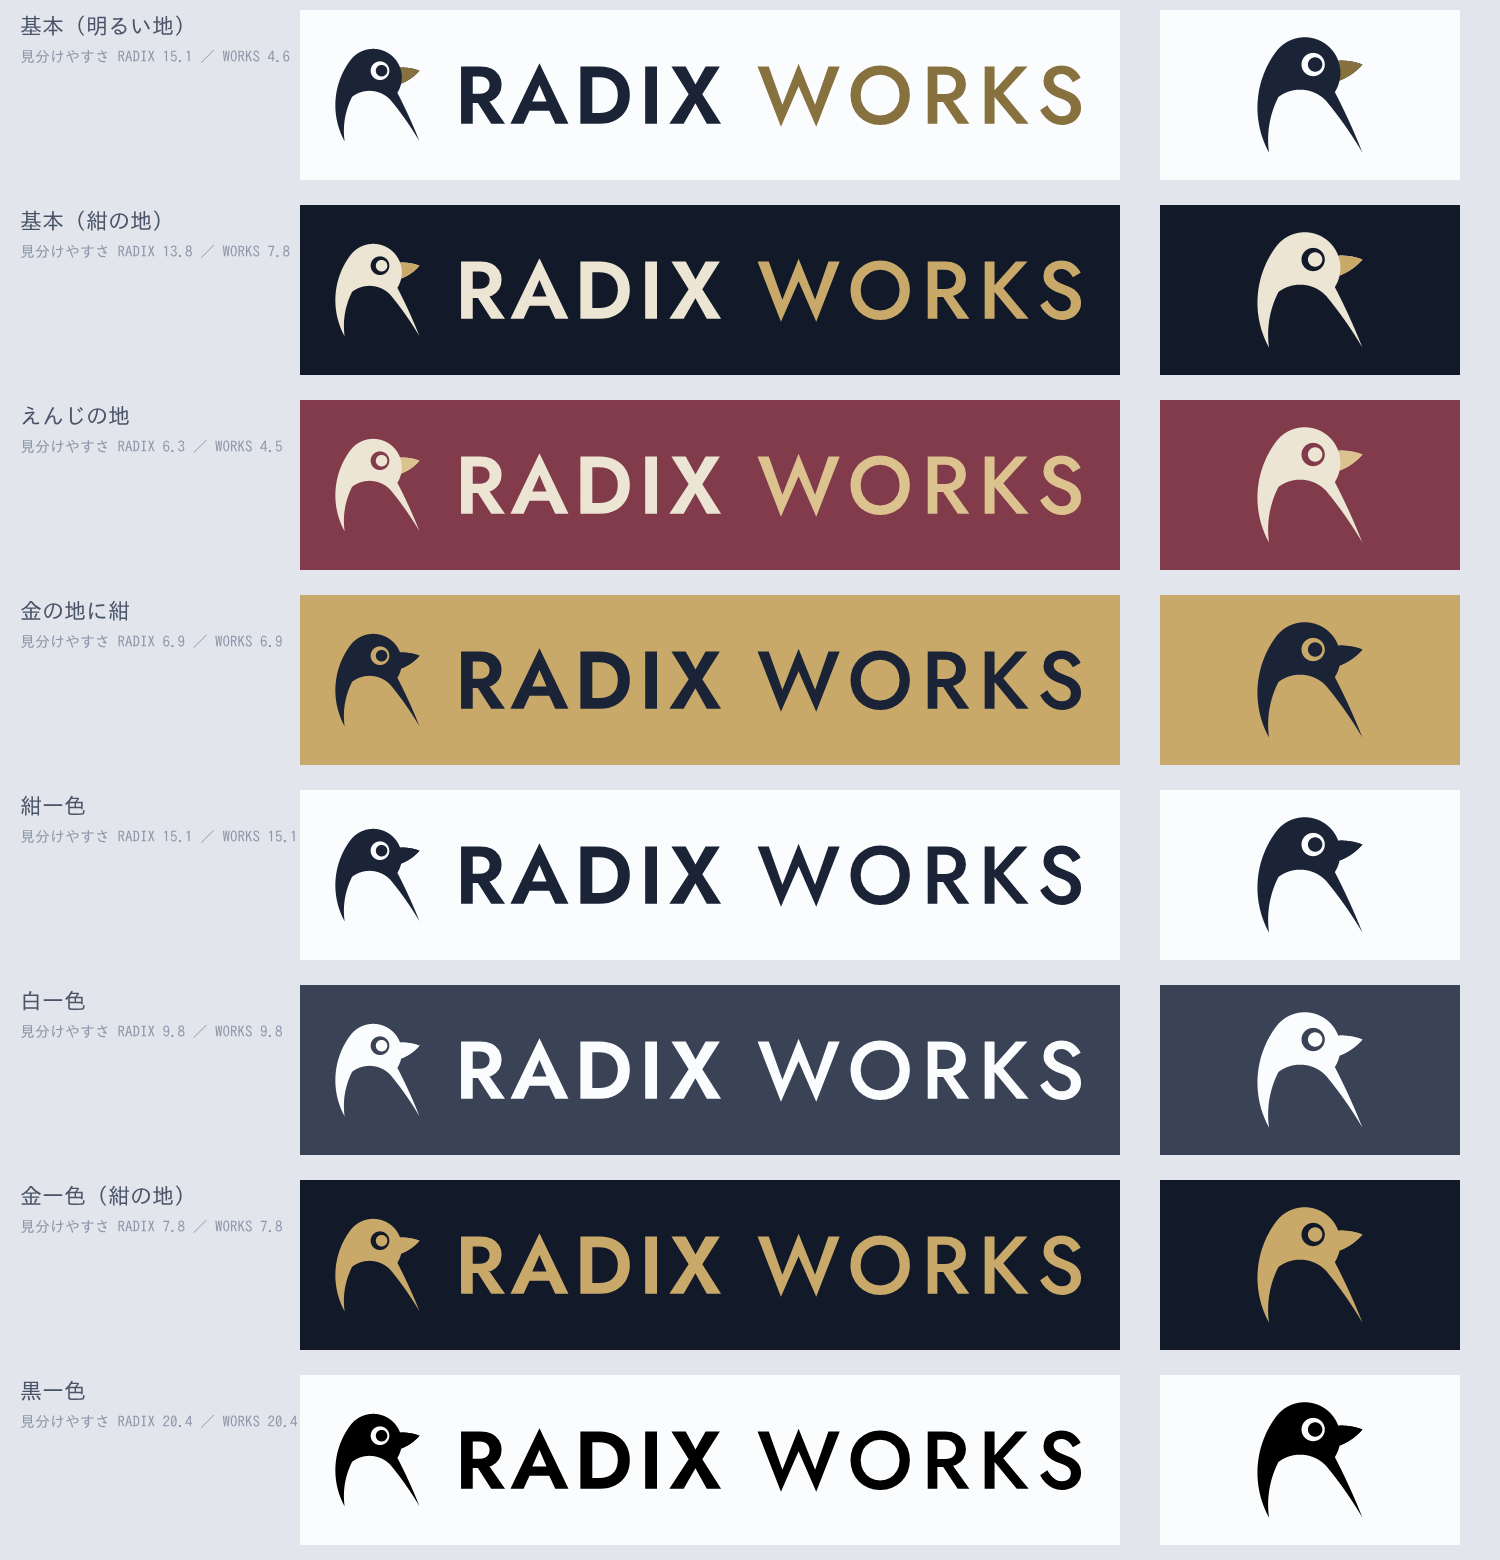 基本（明るい地）
見分けやすさ RADIX 15.1 ／ WORKS 4.6
RADIX WORKS
基本（紺の地）
見分けやすさ RADIX 13.8 ／ WORKS 7.8
RADIX WORKS
えんじの地
見分けやすさ RADIX 6.3 ／ WORKS 4.5
RADIX WORKS
金の地に紺
見分けやすさ RADIX 6.9 ／ WORKS 6.9
RADIX WORKS
紺一色
見分けやすさ RADIX 15.1 ／ WORKS 15.1
RADIX WORKS
白一色
見分けやすさ RADIX 9.8 ／ WORKS 9.8
RADIX WORKS
金一色（紺の地）
見分けやすさ RADIX 7.8 ／ WORKS 7.8
RADIX WORKS
黒一色
見分けやすさ RADIX 20.4 ／ WORKS 20.4
RADIX WORKS